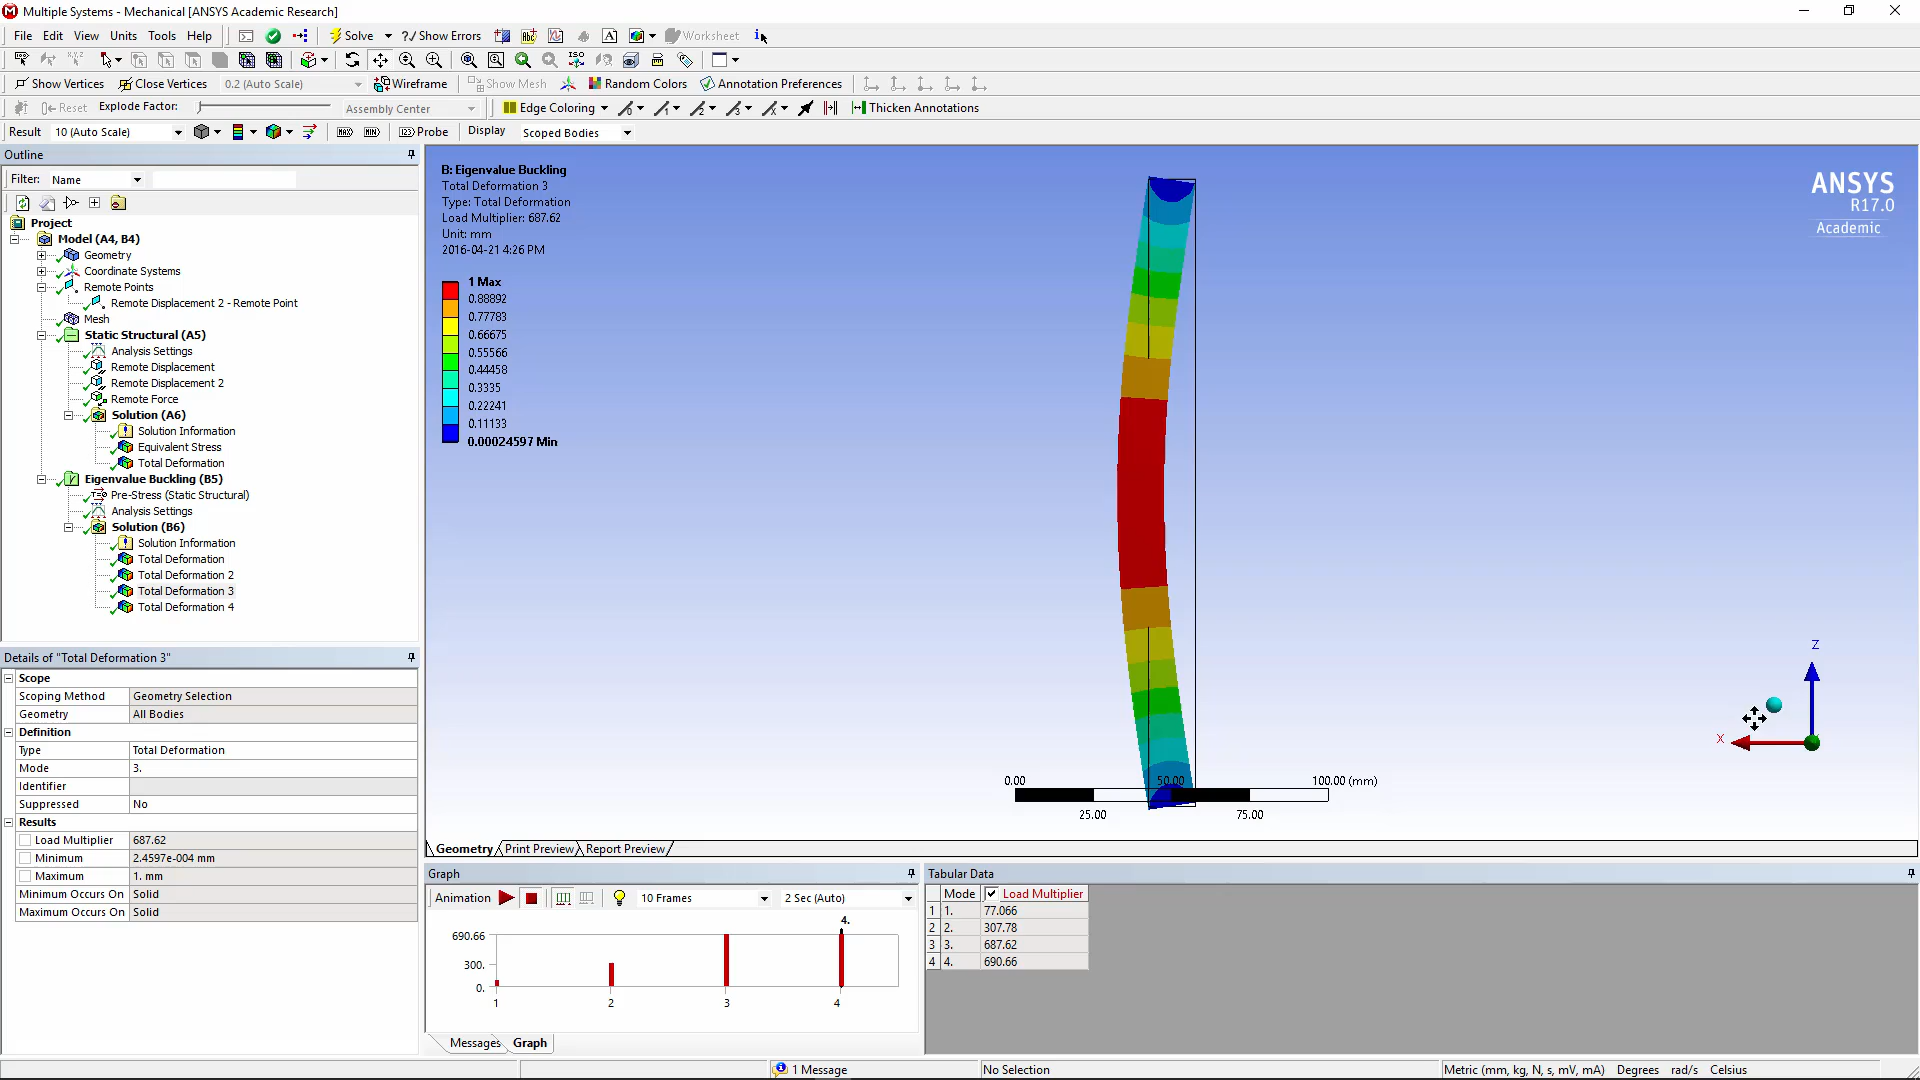 Multiple Systems - Mechanical [ANSYS Academic Research]
File Edit View Units Tools Help Solve ?/ Show Errors Worksheet
Show Vertices Close Vertices 0.2 (Auto Scale) Wireframe Show Mesh Random Colors Annotation Preferences
Reset Explode Factor: Assembly Center Edge Coloring Thicken Annotations
Result 10 (Auto Scale) MAX MIN Probe Display Scoped Bodies
Outline
Filter: Name
Project
Model (A4, B4)
Geometry
Coordinate Systems
Remote Points
Remote Displacement 2 - Remote Point
Mesh
Static Structural (A5)
Analysis Settings
Remote Displacement
Remote Displacement 2
Remote Force
Solution (A6)
Solution Information
Equivalent Stress
Total Deformation
Eigenvalue Buckling (B5)
Pre-Stress (Static Structural)
Analysis Settings
Solution (B6)
Solution Information
Total Deformation
Total Deformation 2
Total Deformation 3
Total Deformation 4
Details of "Total Deformation 3"
Scope
Scoping Method Geometry Selection
Geometry All Bodies
Definition
Type Total Deformation
Mode 3.
Identifier
Suppressed No
Results
Load Multiplier 687.62
Minimum 2.4597e-004 mm
Maximum 1. mm
Minimum Occurs On Solid
Maximum Occurs On Solid
B: Eigenvalue Buckling
Total Deformation 3
Type: Total Deformation
Load Multiplier: 687.62
Unit: mm
2016-04-21 4:26 PM
1 Max
0.88892
0.77783
0.66675
0.55566
0.44458
0.3335
0.22241
0.11133
0.00024597 Min
ANSYS
R17.0
Academic
Z
X
0.00 50.00 100.00 (mm)
25.00 75.00
Geometry Print Preview Report Preview
Graph
Animation 10 Frames 2 Sec (Auto)
4.
690.66
300.
0.
1 2 3 4
Messages Graph
Tabular Data
Mode Load Multiplier
1 1. 77.066
2 2. 307.78
3 3. 687.62
4 4. 690.66
1 Message No Selection Metric (mm, kg, N, s, mV, mA) Degrees rad/s Celsius